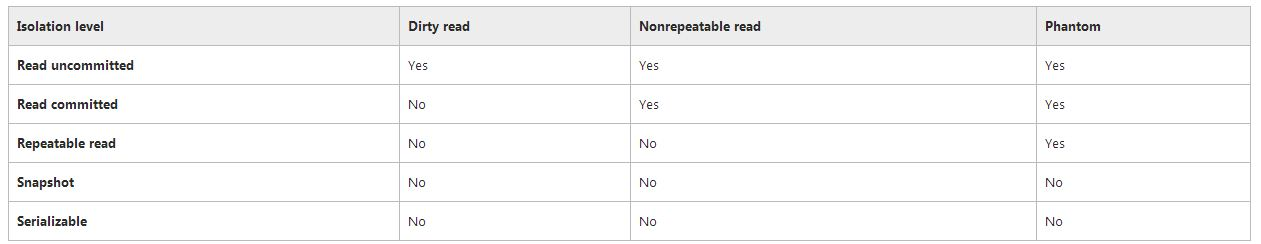 Isolation level Dirty read Nonrepeatable read Phantom
Read uncommitted Yes Yes Yes
Read committed No Yes Yes
Repeatable read No No Yes
Snapshot No No No
Serializable No No No